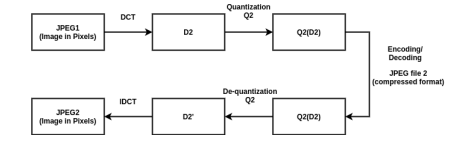 DCT
Quantization
Q2
JPEG1
(Image in Pixels)
D2
Q2(D2)
Encoding/
Decoding
JPEG file 2
(compressed format)
IDCT
De-quantization
Q2
JPEG2
(Image in Pixels)
D2'
Q2(D2)